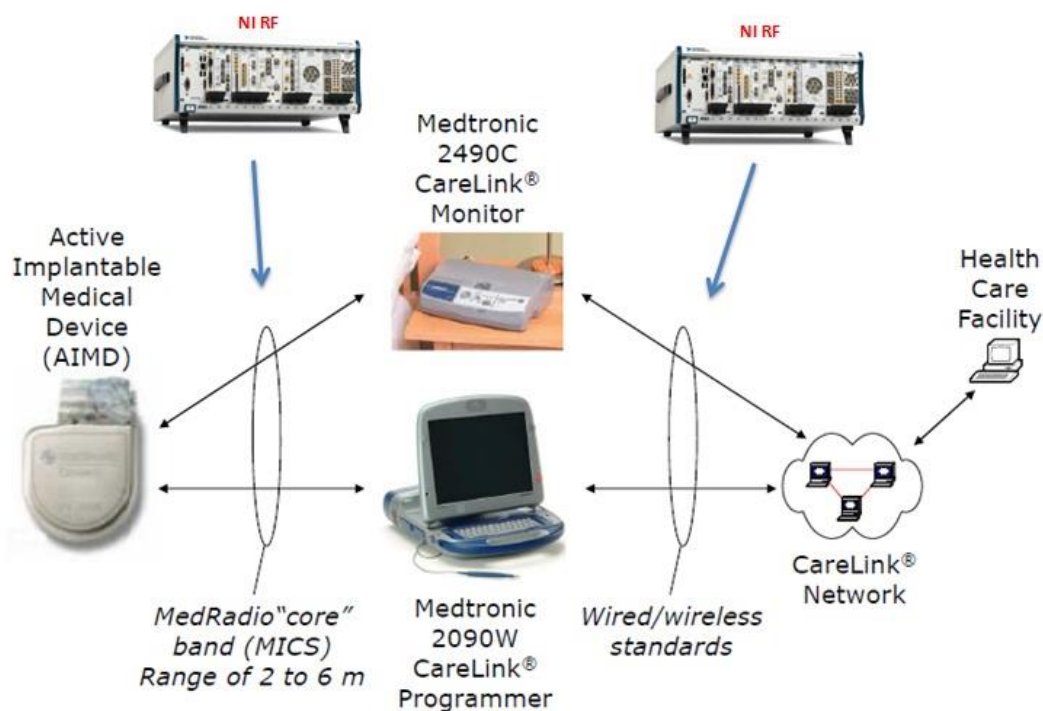 NI RF
NI RF
Medtronic
2490C
CareLink®
Monitor
Active
Implantable
Medical
Device
(AIMD)
Health
Care
Facility
MedRadio“core”
band (MICS)
Range of 2 to 6 m
Medtronic
2090W
CareLink®
Programmer
Wired/wireless
standards
CareLink®
Network